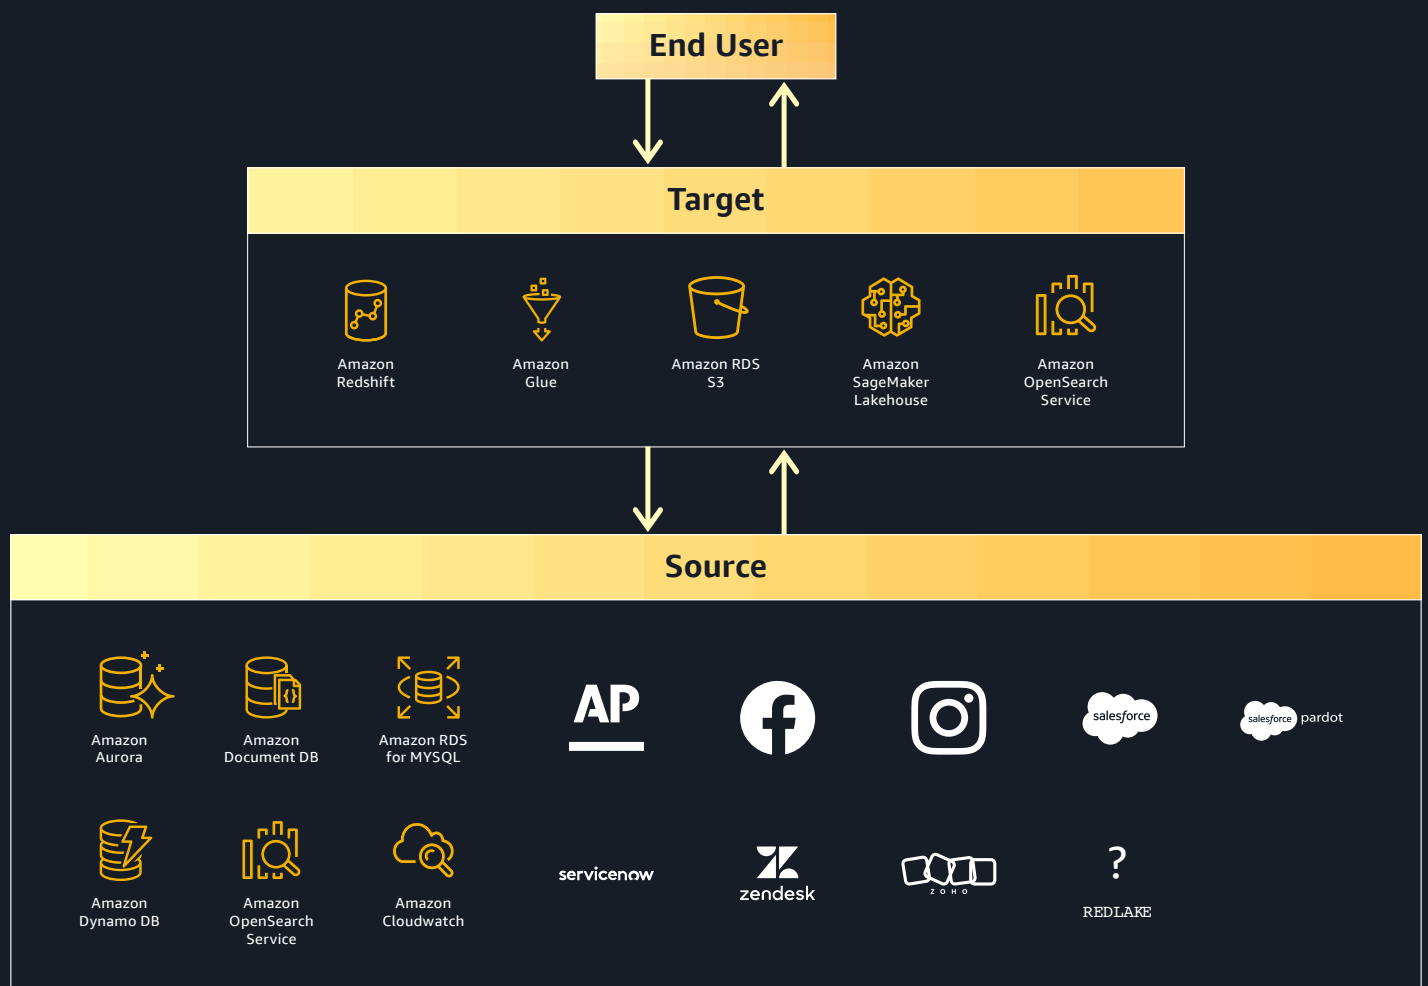 End User
Target
Amazon
Redshift
Amazon
Glue
Amazon RDS
S3
Amazon
SageMaker
Lakehouse
Amazon
OpenSearch
Service
Source
Amazon
Aurora
Amazon
Document DB
Amazon RDS
for MYSQL
AP
salesforce
salesforce pardot
Amazon
Dynamo DB
Amazon
OpenSearch
Service
Amazon
Cloudwatch
servicenow
zendesk
ZOHO
?
REDLAKE